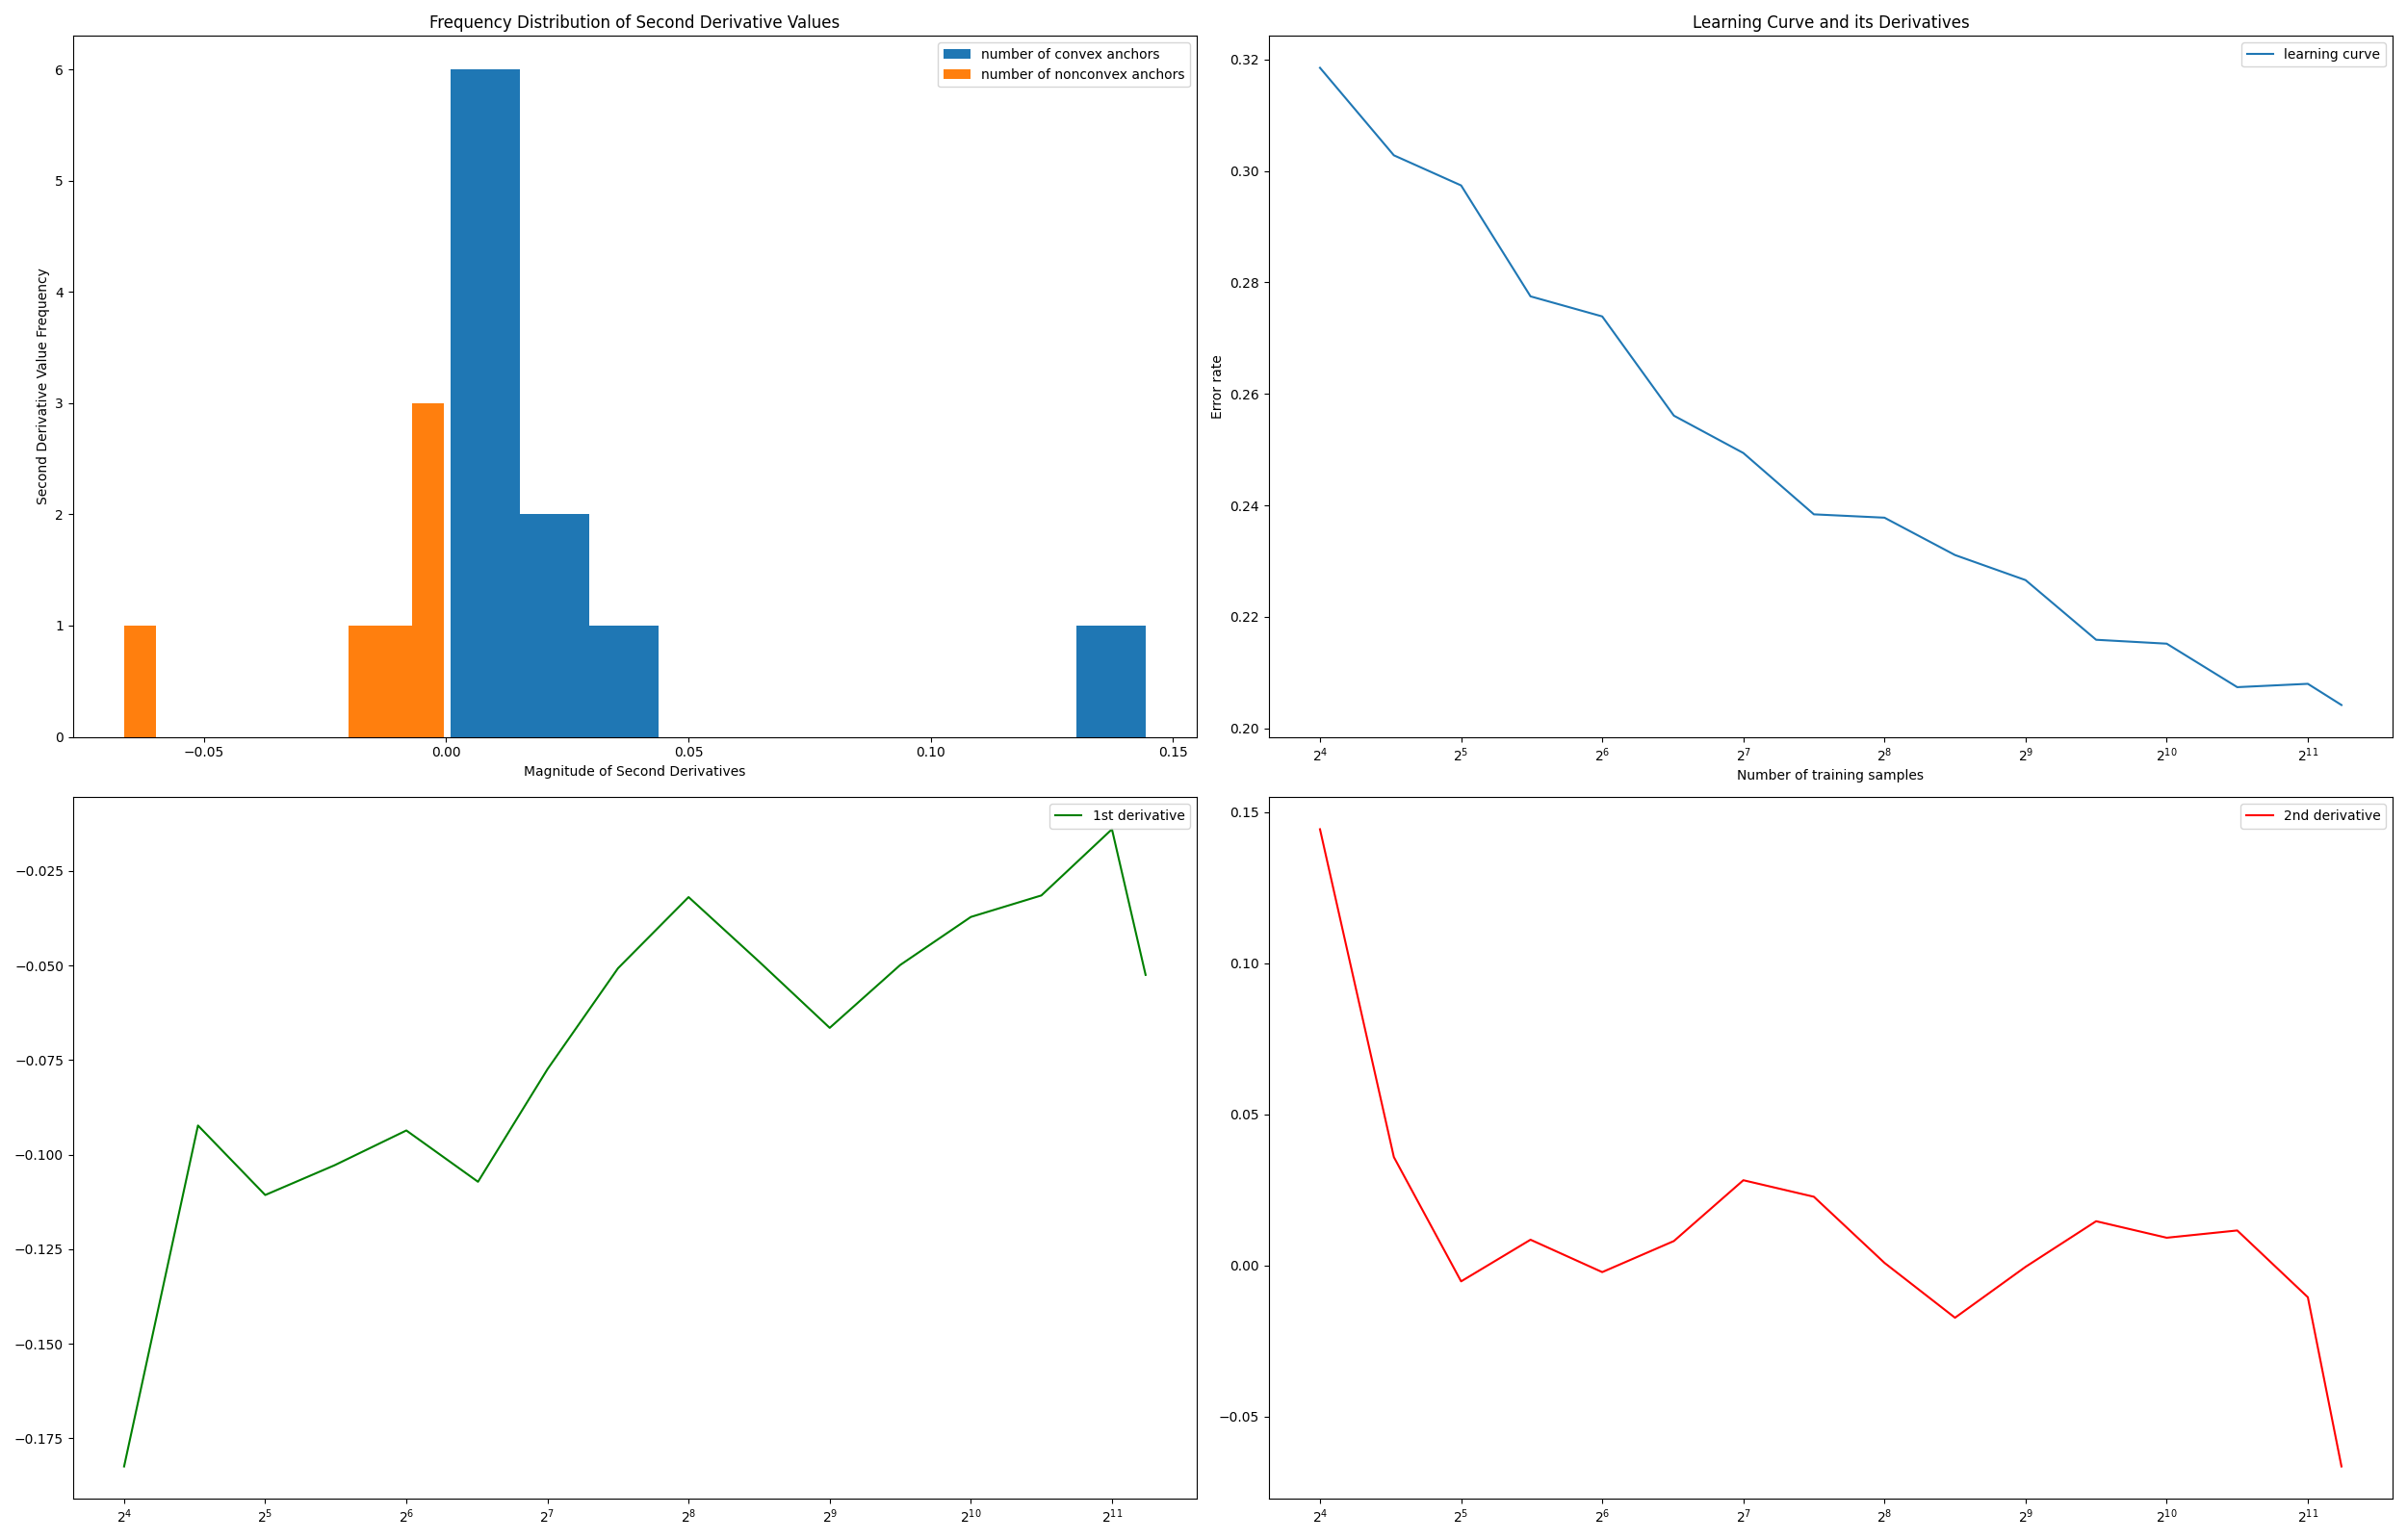 Frequency Distribution of Second Derivative Values
number of convex anchors
number of nonconvex anchors
Second Derivative Value Frequency
6
5
4
3
2
1
0
−0.05 0.00 0.05 0.10 0.15
Magnitude of Second Derivatives
Learning Curve and its Derivatives
learning curve
Error rate
0.32
0.30
0.28
0.26
0.24
0.22
0.20
2⁴ 2⁵ 2⁶ 2⁷ 2⁸ 2⁹ 2¹⁰ 2¹¹
Number of training samples
1st derivative
−0.025
−0.050
−0.075
−0.100
−0.125
−0.150
−0.175
2⁴ 2⁵ 2⁶ 2⁷ 2⁸ 2⁹ 2¹⁰ 2¹¹
2nd derivative
0.15
0.10
0.05
0.00
−0.05
2⁴ 2⁵ 2⁶ 2⁷ 2⁸ 2⁹ 2¹⁰ 2¹¹